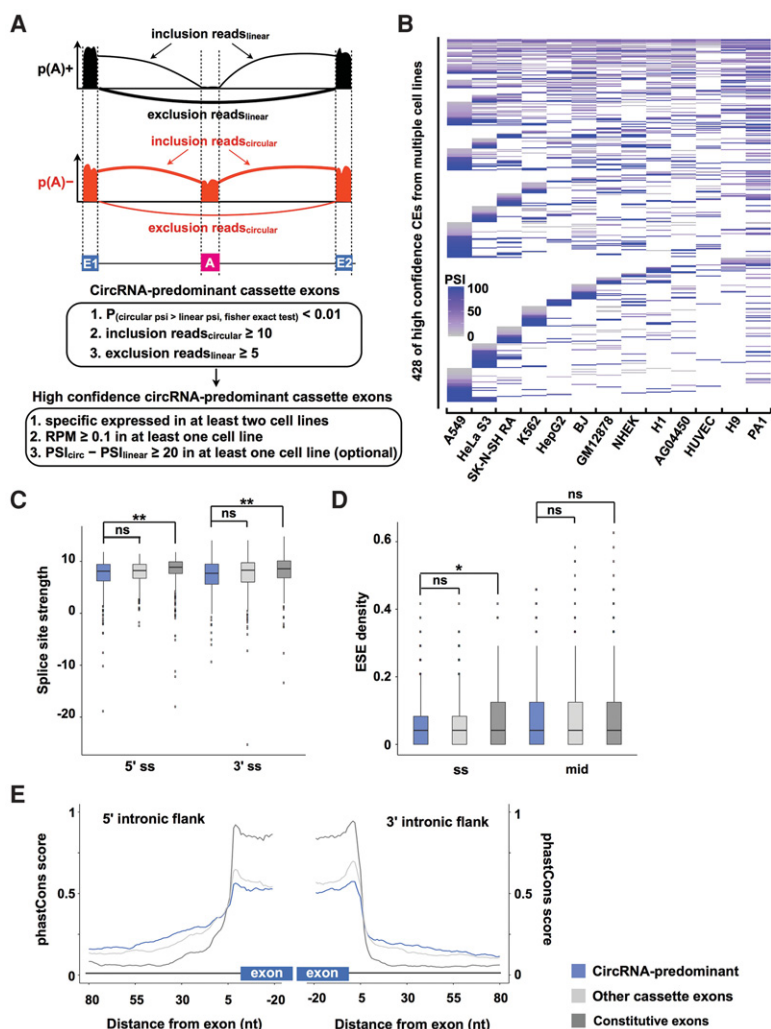 A
inclusion reads linear
p(A)+
exclusion reads linear
inclusion reads circular
p(A)−
exclusion reads circular
E1
A
E2
CircRNA-predominant cassette exons
1. P(circular psi > linear psi, fisher exact test) < 0.01
2. inclusion reads circular ≥ 10
3. exclusion reads linear ≥ 5
High confidence circRNA-predominant cassette exons
1. specific expressed in at least two cell lines
2. RPM ≥ 0.1 in at least one cell line
3. PSIcirc − PSIlinear ≥ 20 in at least one cell line (optional)
B
428 of high confidence CEs from multiple cell lines
PSI
100
50
0
A549
HeLa S3
SK-N-SH RA
K562
HepG2
BJ
GM12878
NHEK
H1
AG04450
HUVEC
H9
PA1
C
Splice site strength
10
0
-10
-20
**
ns
**
ns
5' ss
3' ss
D
ESE density
0.6
0.4
0.2
0
*
ns
ns
ns
ss
mid
E
5' intronic flank
3' intronic flank
phastCons score
1
0.5
0
exon
exon
1
0.5
0
phastCons score
80 55 30 5 -20
-20 5 30 55 80
Distance from exon (nt)
Distance from exon (nt)
CircRNA-predominant
Other cassette exons
Constitutive exons